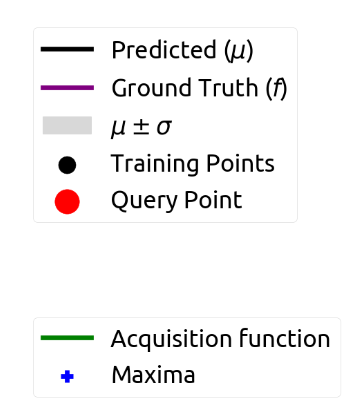 Predicted (μ)
Ground Truth (f)
μ ± σ
Training Points
Query Point
Acquisition function
Maxima